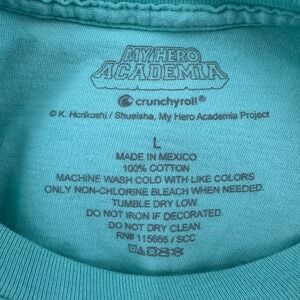 MY HERO
ACADEMIA
crunchyroll®
© K. Horikoshi / Shueisha, My Hero Academia Project
L
MADE IN MEXICO
100% COTTON
MACHINE WASH COLD WITH LIKE COLORS
ONLY NON-CHLORINE BLEACH WHEN NEEDED.
TUMBLE DRY LOW.
DO NOT IRON IF DECORATED.
DO NOT DRY CLEAN.
RN# 115665 / SCC